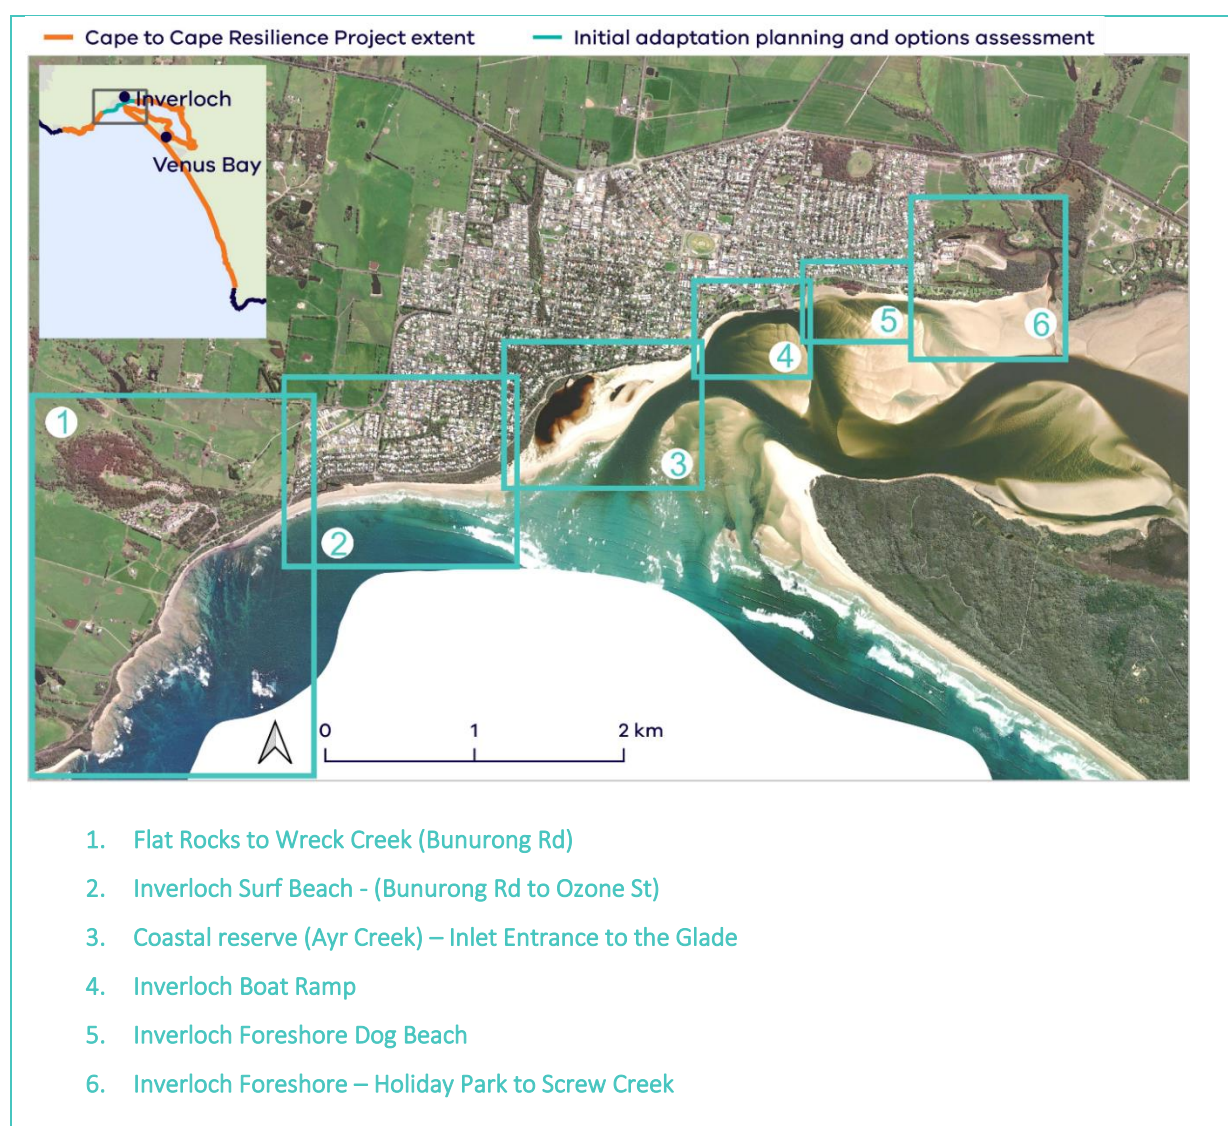 Cape to Cape Resilience Project extent
Initial adaptation planning and options assessment
Inverloch
Venus Bay
1
2
3
4
5
6
0 1 2 km
1. Flat Rocks to Wreck Creek (Bunurong Rd)
2. Inverloch Surf Beach - (Bunurong Rd to Ozone St)
3. Coastal reserve (Ayr Creek) – Inlet Entrance to the Glade
4. Inverloch Boat Ramp
5. Inverloch Foreshore Dog Beach
6. Inverloch Foreshore – Holiday Park to Screw Creek